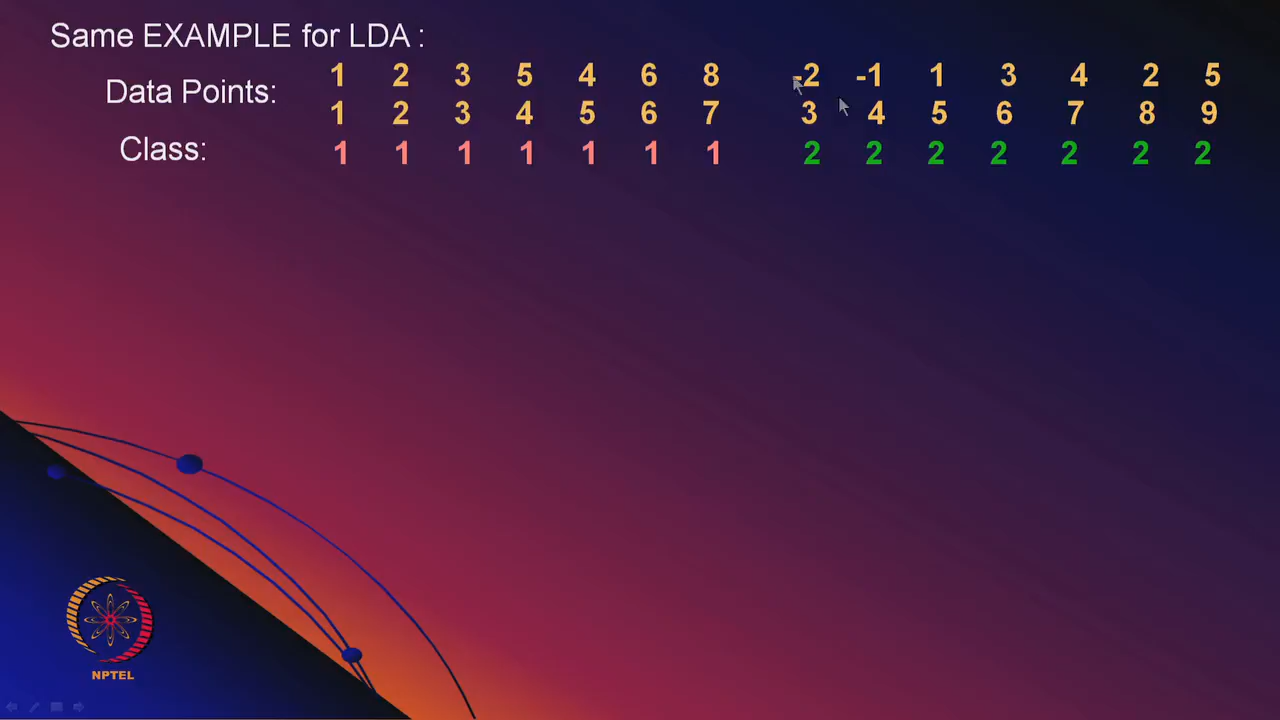 Same EXAMPLE for LDA :
1 2 3 5 4 6 8 -2 -1 1 3 4 2 5
Data Points:
1 2 3 4 5 6 7 3 4 5 6 7 8 9
Class: 1 1 1 1 1 1 1 2 2 2 2 2 2 2
NPTEL